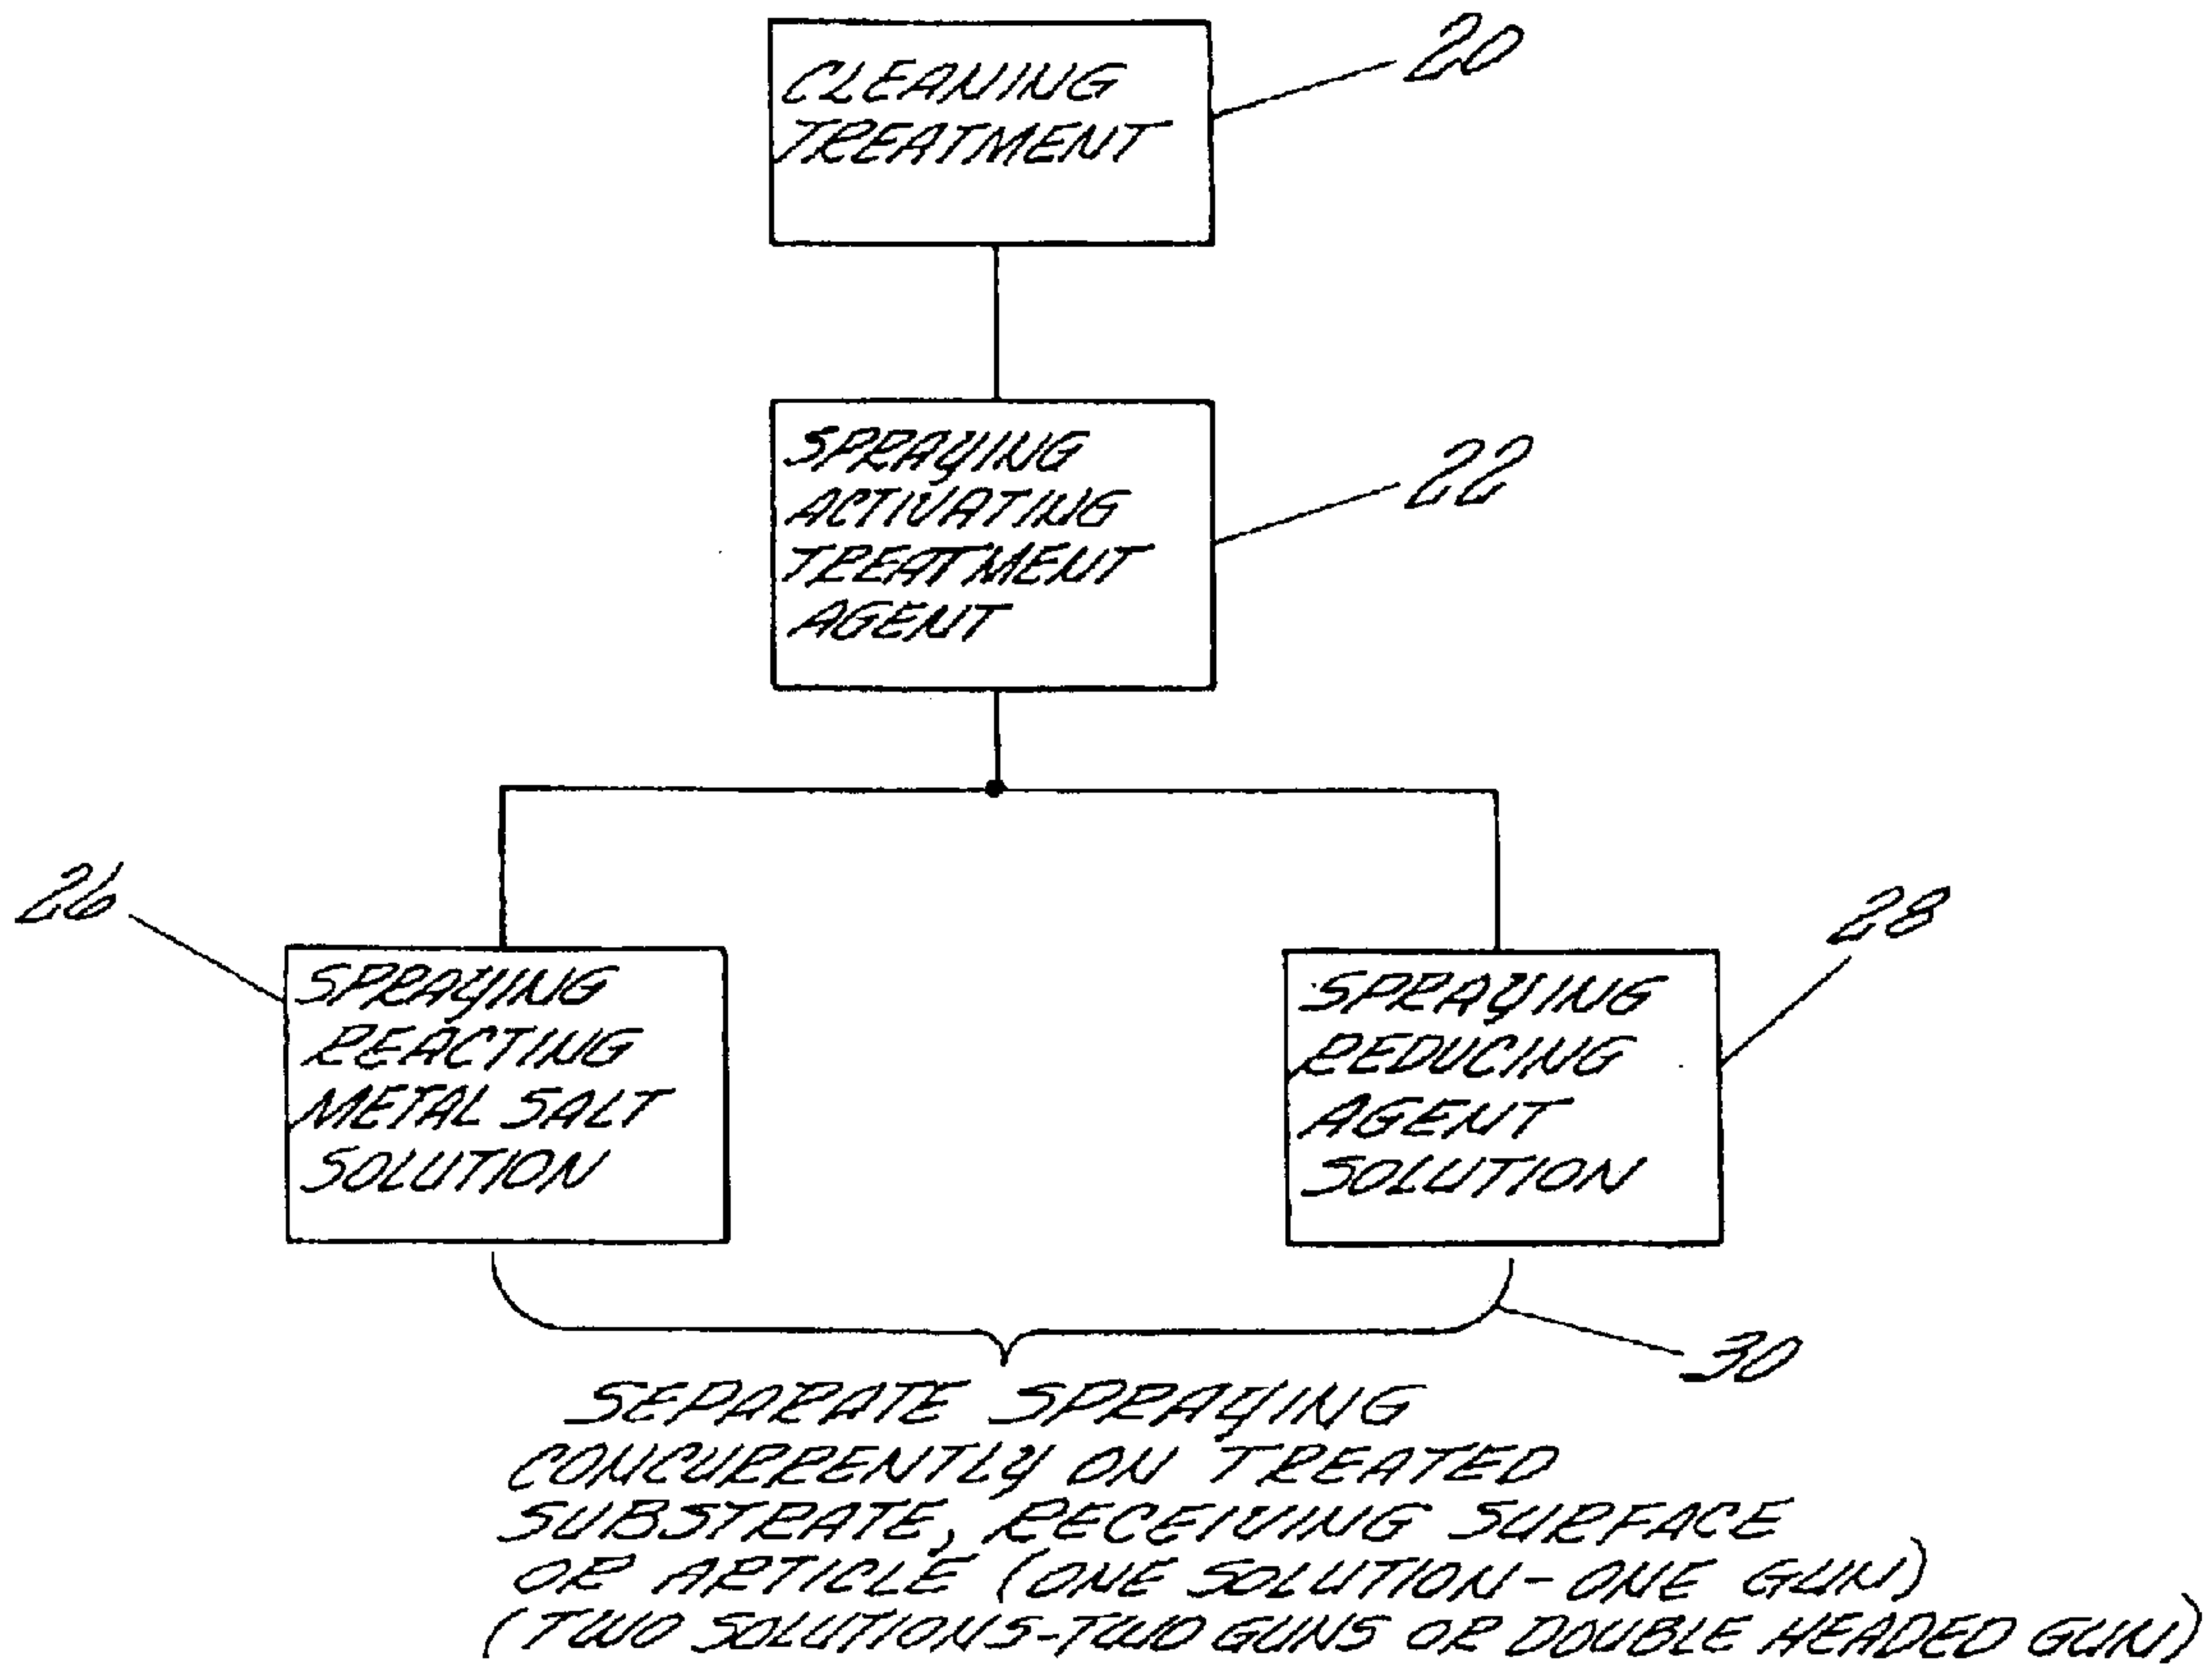 CLEANING
TREATMENT
20
SPRAYING
ACTIVATING
TREATMENT
AGENT
22
26
SPRAYING
REACTING
METAL SALT
SOLUTION
28
SPRAYING
REDUCING
AGENT
SOLUTION
30
SEPARATE SPRAYING
CONCURRENTLY ON TREATED
SUBSTRATE, RECEIVING SURFACE
OR ARTICLE (ONE SOLUTION-ONE GUN)
(TWO SOLUTIONS-TWO GUNS OR DOUBLE HEADED GUN)